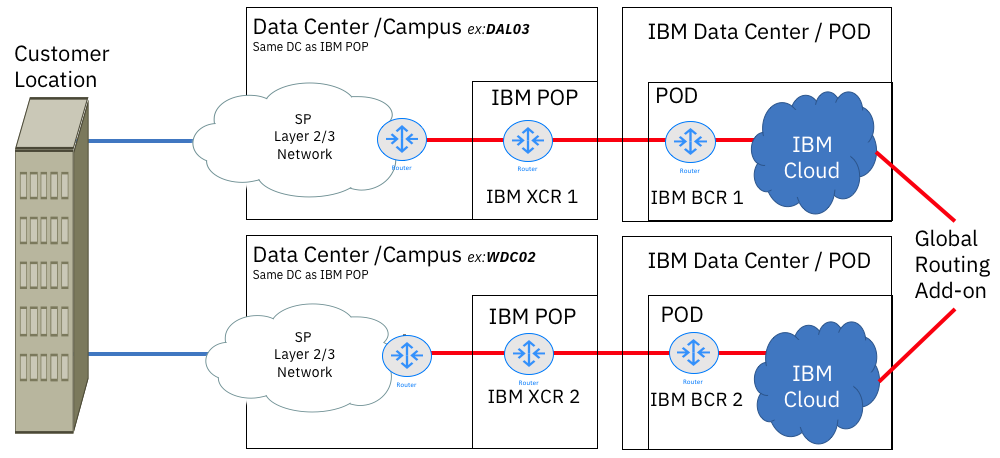 Customer
Location
Data Center /Campus ex:DAL03
Same DC as IBM POP
SP
Layer 2/3
Network
Router
IBM POP
Router
IBM XCR 1
IBM Data Center / POD
POD
Router
IBM BCR 1
IBM
Cloud
Data Center /Campus ex:WDC02
Same DC as IBM POP
SP
Layer 2/3
Network
Router
IBM POP
Router
IBM XCR 2
IBM Data Center / POD
POD
Router
IBM BCR 2
IBM
Cloud
Global
Routing
Add-on